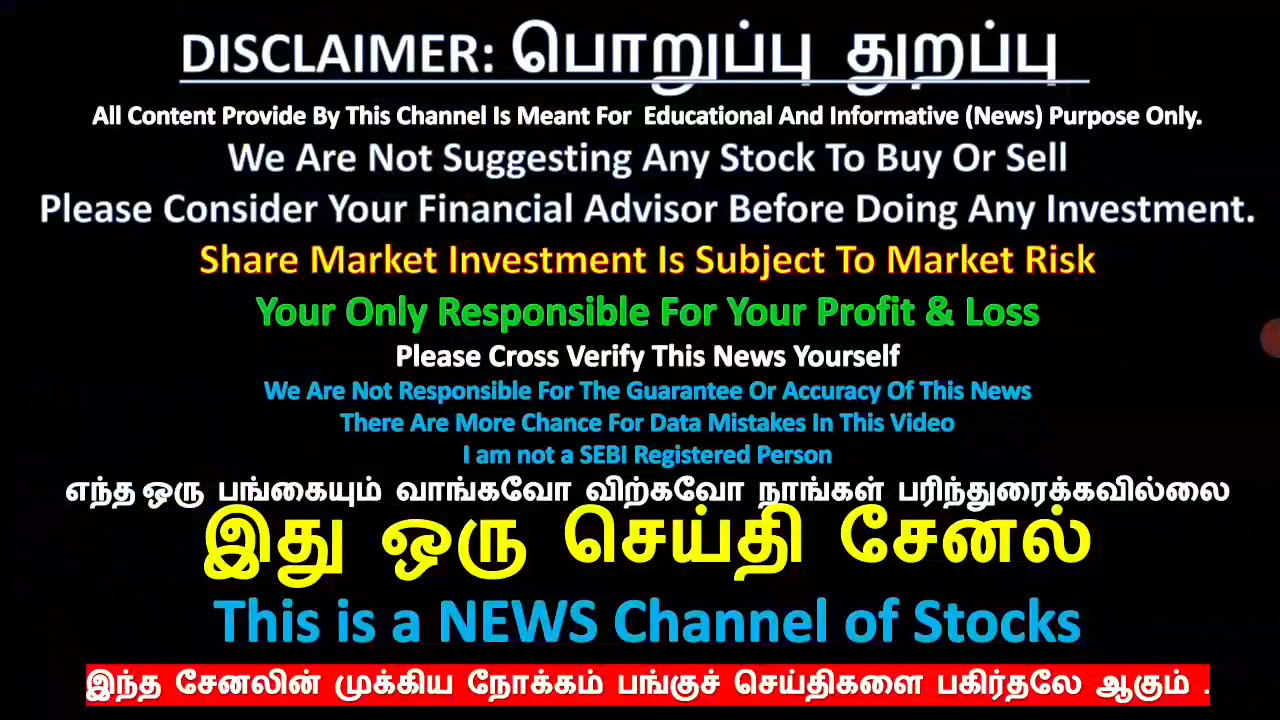 DISCLAIMER: பொறுப்பு துறப்பு
All Content Provide By This Channel Is Meant For Educational And Informative (News) Purpose Only.
We Are Not Suggesting Any Stock To Buy Or Sell
Please Consider Your Financial Advisor Before Doing Any Investment.
Share Market Investment Is Subject To Market Risk
Your Only Responsible For Your Profit & Loss
Please Cross Verify This News Yourself
We Are Not Responsible For The Guarantee Or Accuracy Of This News
There Are More Chance For Data Mistakes In This Video
I am not a SEBI Registered Person
எந்த ஒரு பங்கையும் வாங்கவோ விற்கவோ நாங்கள் பரிந்துரைக்கவில்லை
இது ஒரு செய்தி சேனல்
This is a NEWS Channel of Stocks
இந்த சேனலின் முக்கிய நோக்கம் பங்குச் செய்திகளை பகிர்தலே ஆகும் .